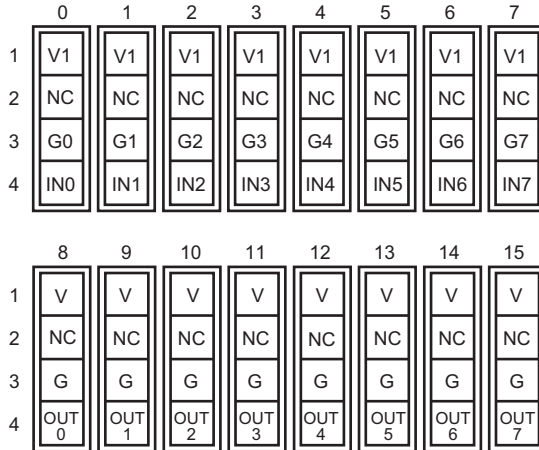 0 1 2 3 4 5 6 7
1 V1 V1 V1 V1 V1 V1 V1 V1
2 NC NC NC NC NC NC NC NC
3 G0 G1 G2 G3 G4 G5 G6 G7
4 IN0 IN1 IN2 IN3 IN4 IN5 IN6 IN7
8 9 10 11 12 13 14 15
1 V V V V V V V V
2 NC NC NC NC NC NC NC NC
3 G G G G G G G G
4 OUT OUT OUT OUT OUT OUT OUT OUT
0 1 2 3 4 5 6 7